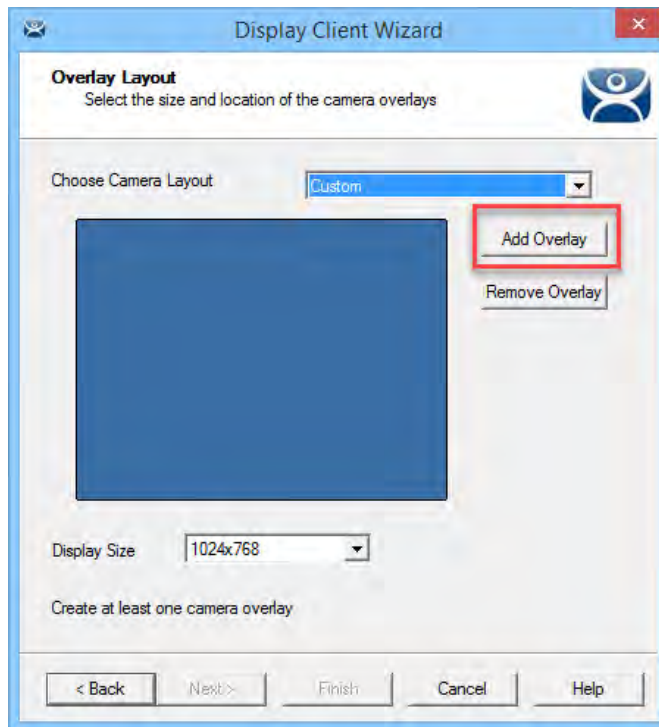 Display Client Wizard
Overlay Layout
Select the size and location of the camera overlays
Choose Camera Layout
Custom
Add Overlay
Remove Overlay
Display Size
1024x768
Create at least one camera overlay
< Back
Next >
Finish
Cancel
Help